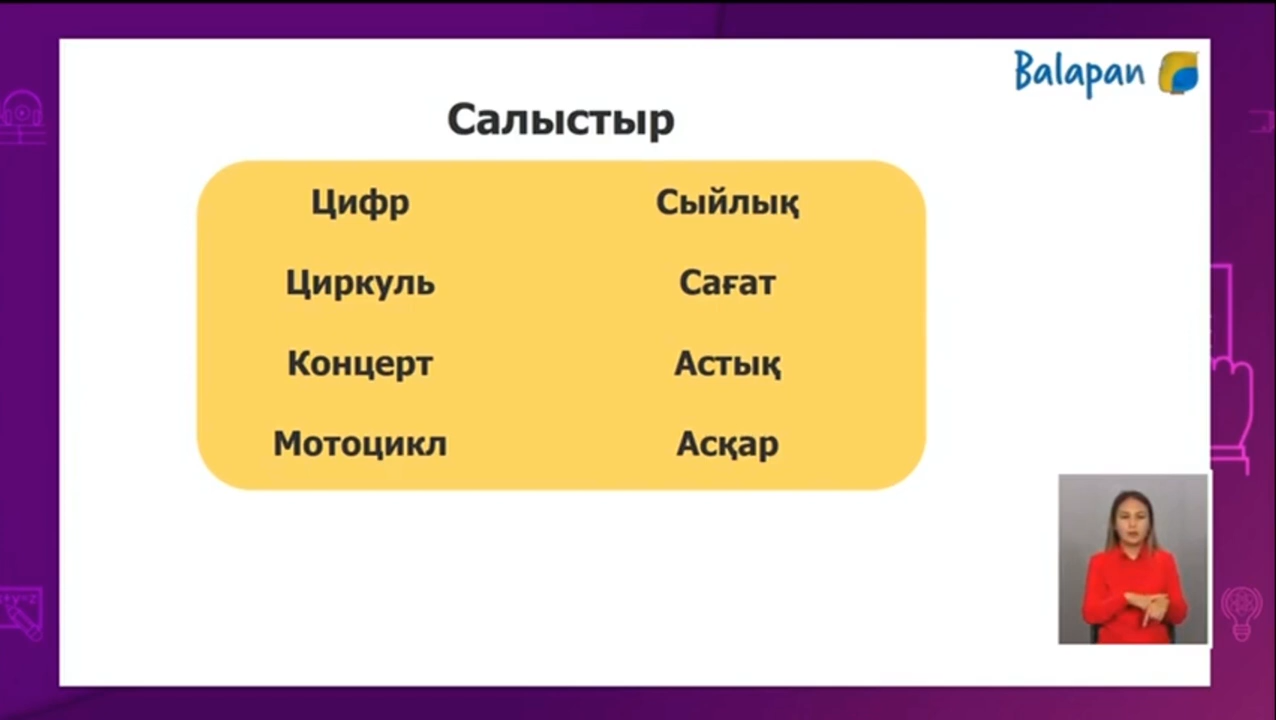 Balapan
Салыстыр
Цифр Сыйлық
Циркуль Сағат
Концерт Астық
Мотоцикл Асқар